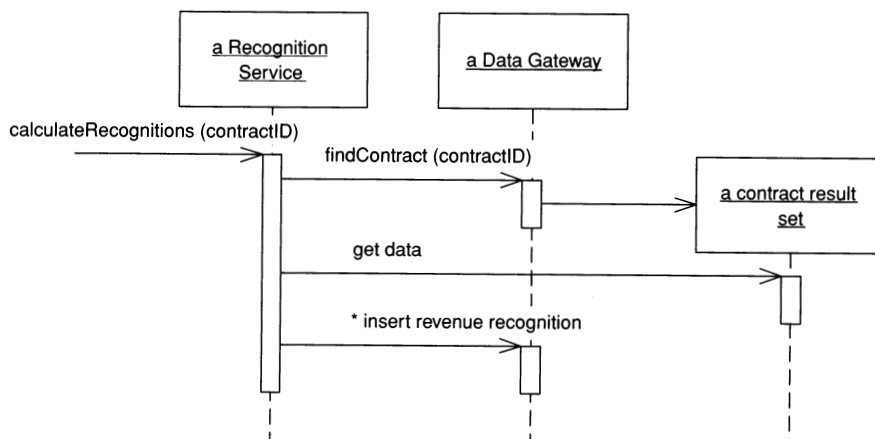 a Recognition
Service
a Data Gateway
calculateRecognitions (contractID)
findContract (contractID)
a contract result
set
get data
* insert revenue recognition